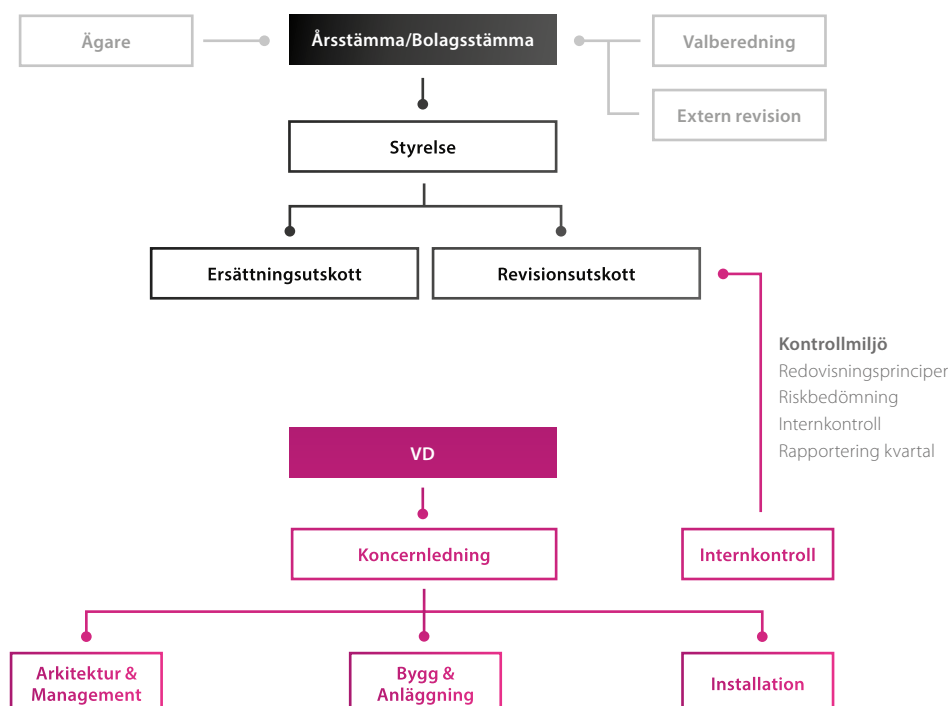 Ägare
Årsstämma/Bolagsstämma
Valberedning
Extern revision
Styrelse
Ersättningsutskott
Revisionsutskott
Kontrollmiljö
Redovisningsprinciper
Riskbedömning
Internkontroll
Rapportering kvartal
VD
Koncernledning
Internkontroll
Arkitektur &
Management
Bygg &
Anläggning
Installation